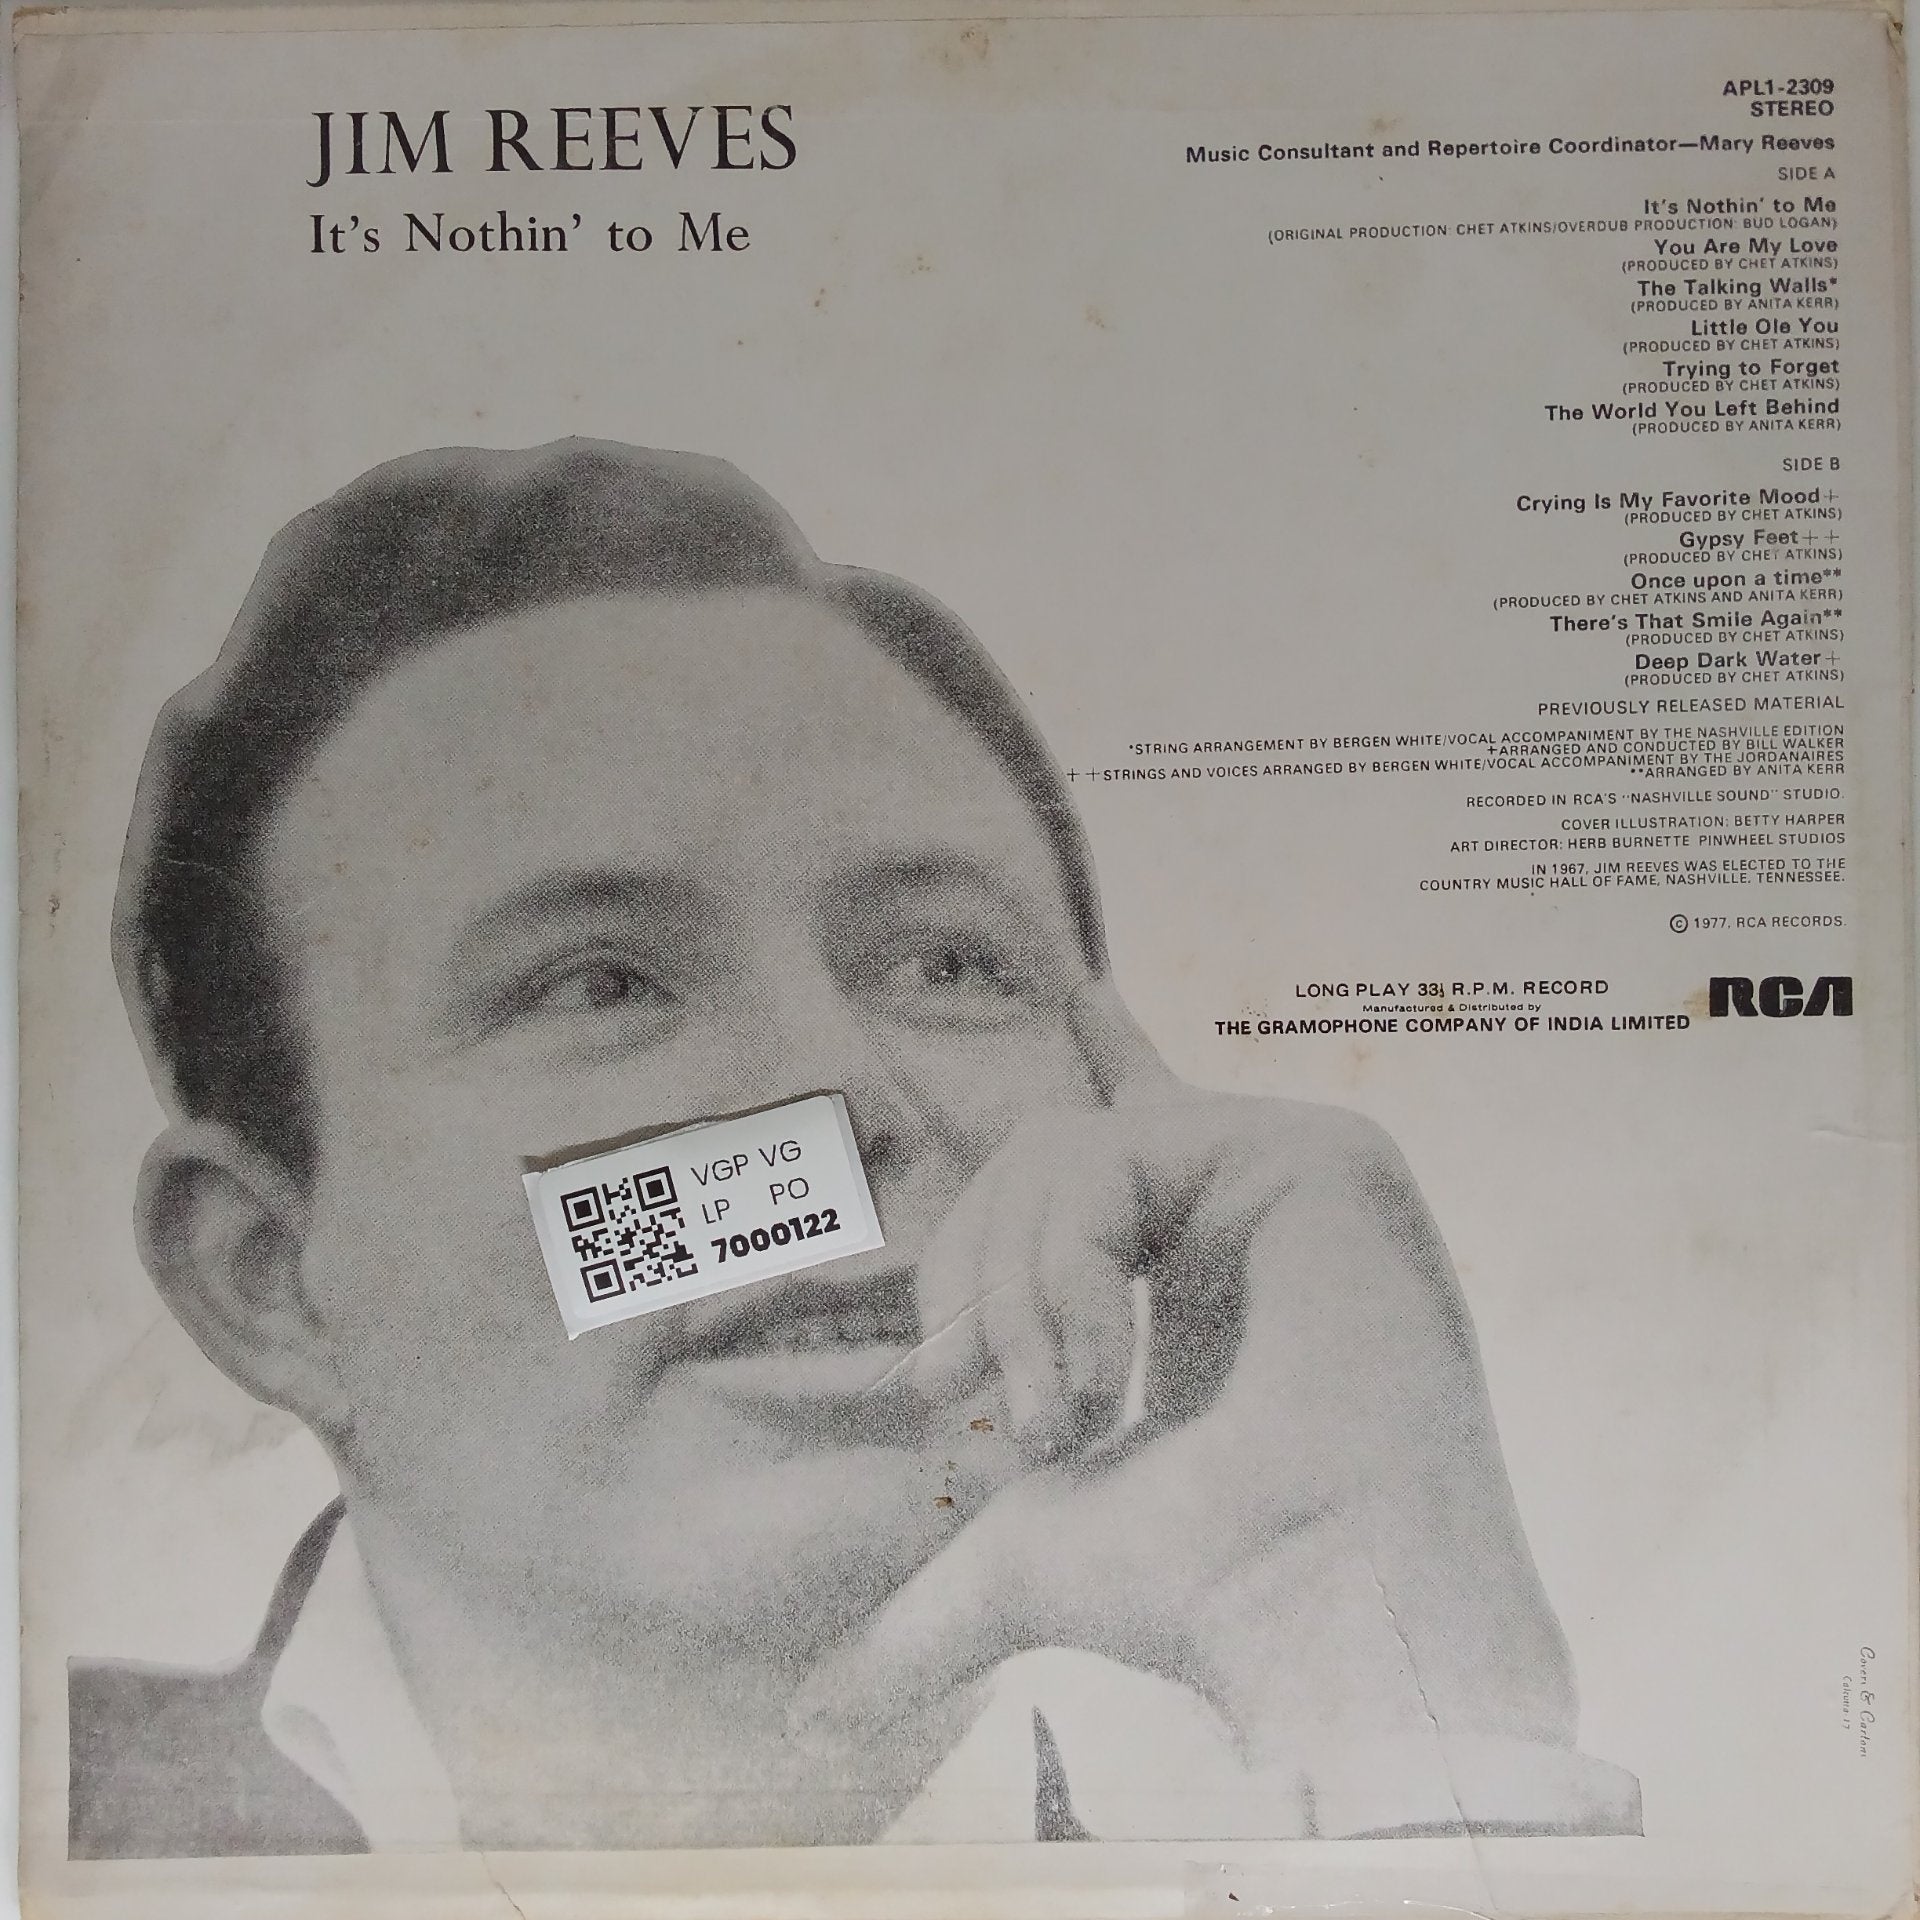 JIM REEVES
It's Nothin' to Me
APL1-2309
STEREO
Music Consultant and Repertoire Coordinator—Mary Reeves
SIDE A
It's Nothin' to Me
(ORIGINAL PRODUCTION: CHET ATKINS/OVERDUB PRODUCTION: BUD LOGAN)
You Are My Love
(PRODUCED BY CHET ATKINS)
The Talking Walls*
(PRODUCED BY ANITA KERR)
Little Ole You
(PRODUCED BY CHET ATKINS)
Trying to Forget
(PRODUCED BY CHET ATKINS)
The World You Left Behind
(PRODUCED BY ANITA KERR)
SIDE B
Crying Is My Favorite Mood+
(PRODUCED BY CHET ATKINS)
Gypsy Feet++
(PRODUCED BY CHET ATKINS)
Once upon a time**
(PRODUCED BY CHET ATKINS AND ANITA KERR)
There's That Smile Again**
(PRODUCED BY CHET ATKINS)
Deep Dark Water+
(PRODUCED BY CHET ATKINS)
PREVIOUSLY RELEASED MATERIAL
*STRING ARRANGEMENT BY BERGEN WHITE/VOCAL ACCOMPANIMENT BY THE NASHVILLE EDITION
+ARRANGED AND CONDUCTED BY BILL WALKER
++STRINGS AND VOICES ARRANGED BY BERGEN WHITE/VOCAL ACCOMPANIMENT BY THE JORDANAIRES
**ARRANGED BY ANITA KERR
RECORDED IN RCA'S "NASHVILLE SOUND" STUDIO.
COVER ILLUSTRATION: BETTY HARPER
ART DIRECTOR: HERB BURNETTE PINWHEEL STUDIOS
IN 1967, JIM REEVES WAS ELECTED TO THE
COUNTRY MUSIC HALL OF FAME, NASHVILLE, TENNESSEE.
© 1977, RCA RECORDS.
LONG PLAY 33⅓ R.P.M. RECORD
Manufactured & Distributed by
THE GRAMOPHONE COMPANY OF INDIA LIMITED
RCA
VGP VG
LP PO
7000122
Covers & Cartons
Calcutta-17